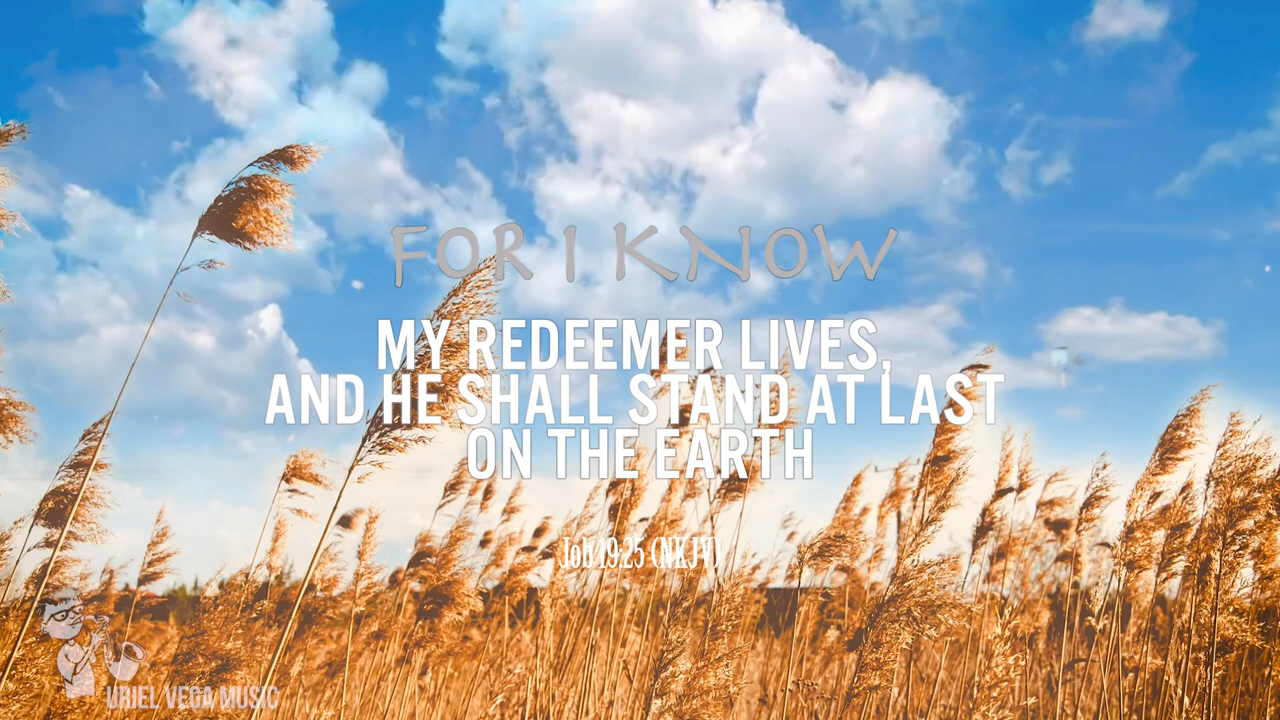 FOR I KNOW
MY REDEEMER LIVES,
AND HE SHALL STAND AT LAST
ON THE EARTH
Job 19:25 (NKJV)
URIEL VEGA MUSIC